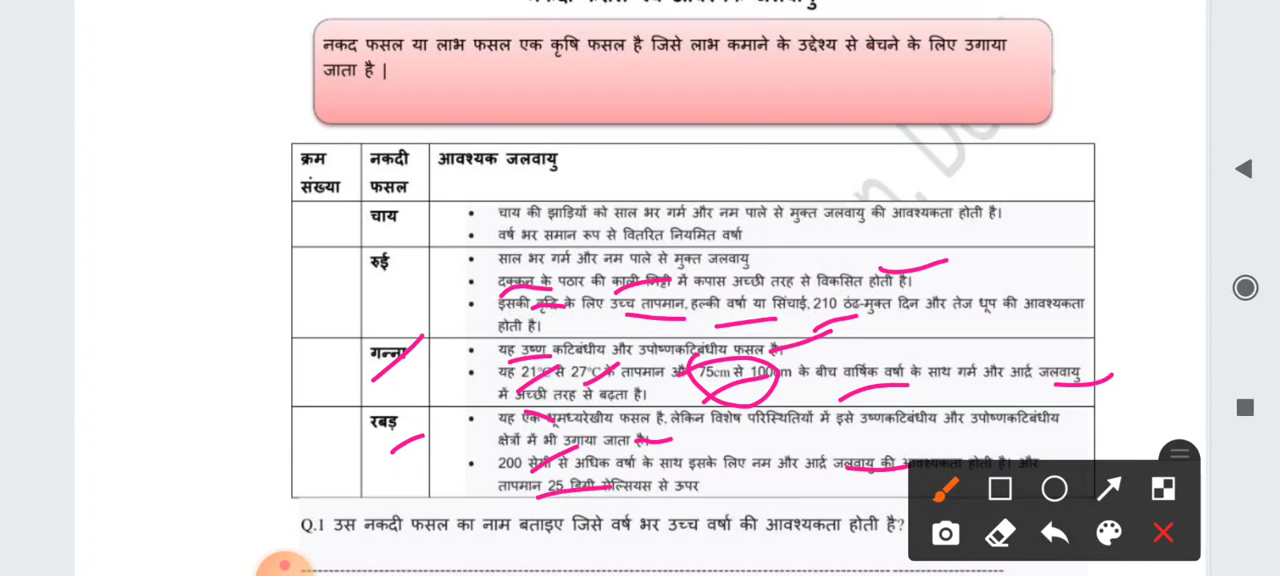 नकद फसल या लाभ फसल एक कृषि फसल है जिसे लाभ कमाने के उद्देश्य से बेचने के लिए उगाया
जाता है |
क्रम संख्या नकदी फसल आवश्यक जलवायु
चाय
• चाय की झाड़ियों को साल भर गर्म और नम पाले से मुक्त जलवायु की आवश्यकता होती है।
• वर्ष भर समान रूप से वितरित नियमित वर्षा
रुई
• साल भर गर्म और नम पाले से मुक्त जलवायु
• दक्कन के पठार की काली मिट्टी में कपास अच्छी तरह से विकसित होती है।
• इसकी वृद्धि के लिए उच्च तापमान, हल्की वर्षा या सिंचाई, 210 ठंढ-मुक्त दिन और तेज धूप की आवश्यकता
होती है।
गन्ना
• यह उष्ण कटिबंधीय और उपोष्णकटिबंधीय फसल है।
• यह 21°C से 27°C के तापमान और 75cm से 100cm के बीच वार्षिक वर्षा के साथ गर्म और आर्द्र जलवायु
में अच्छी तरह से बढ़ता है।
रबड़
• यह एक भूमध्यरेखीय फसल है, लेकिन विशेष परिस्थितियों में इसे उष्णकटिबंधीय और उपोष्णकटिबंधीय
क्षेत्रों में भी उगाया जाता है।
• 200 सेमी से अधिक वर्षा के साथ इसके लिए नम और आर्द्र जलवायु की आवश्यकता होती है। और
तापमान 25 डिग्री सेल्सियस से ऊपर
Q.1 उस नकदी फसल का नाम बताइए जिसे वर्ष भर उच्च वर्षा की आवश्यकता होती है?